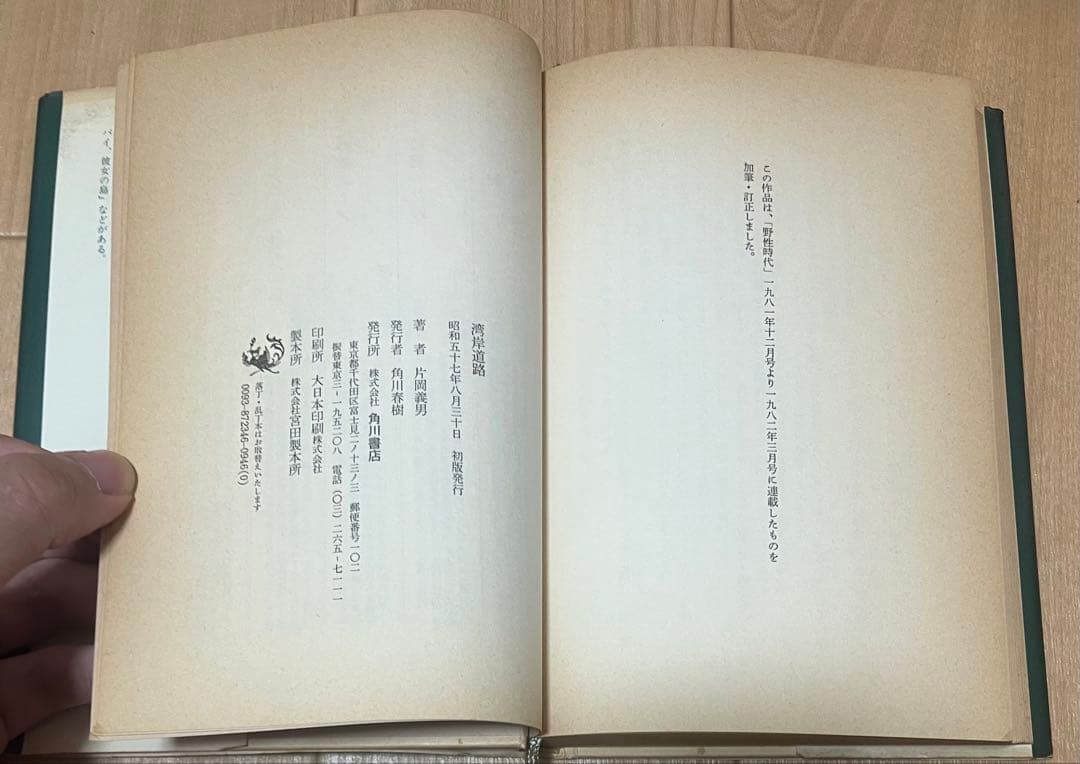 この作品は、「野性時代」一九八一年十二月号より一九八二年三月号に連載したものを
加筆・訂正しました。
湾岸道路
昭和五十七年八月三十日　初版発行
著　者　片岡義男
発行者　角川春樹
発行所　株式会社　角川書店
東京都千代田区富士見二ノ十三ノ三　郵便番号一〇二
振替東京三-一九五二〇八　電話（〇三）二六五-七一一一
印刷所　大日本印刷株式会社
製本所　株式会社宮田製本所
落丁・乱丁本はお取替えいたします
0093-872346-0946(0)
バイ、彼女の島」などがある。